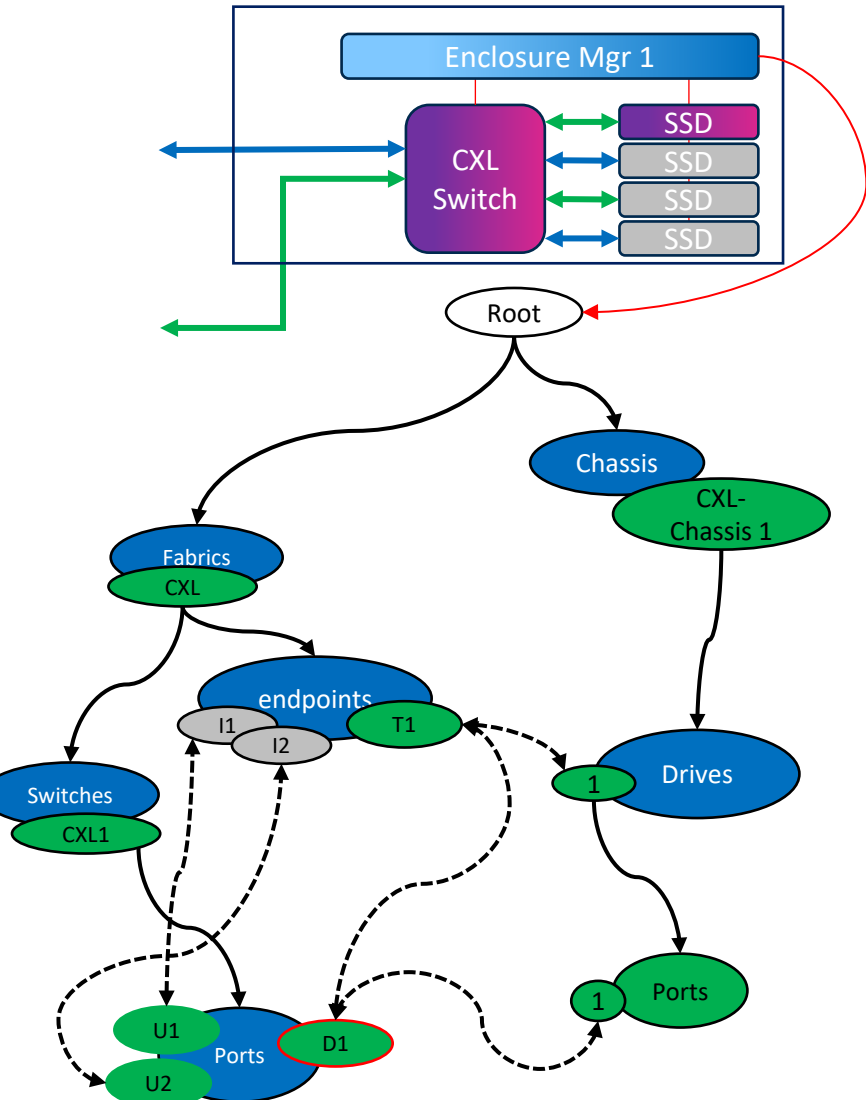 Enclosure Mgr 1
CXL
Switch
SSD
SSD
SSD
SSD
Root
Chassis
CXL-
Chassis 1
Fabrics
CXL
endpoints
I1
I2
T1
Switches
CXL1
1
Drives
U1
U2
Ports
D1
1
Ports